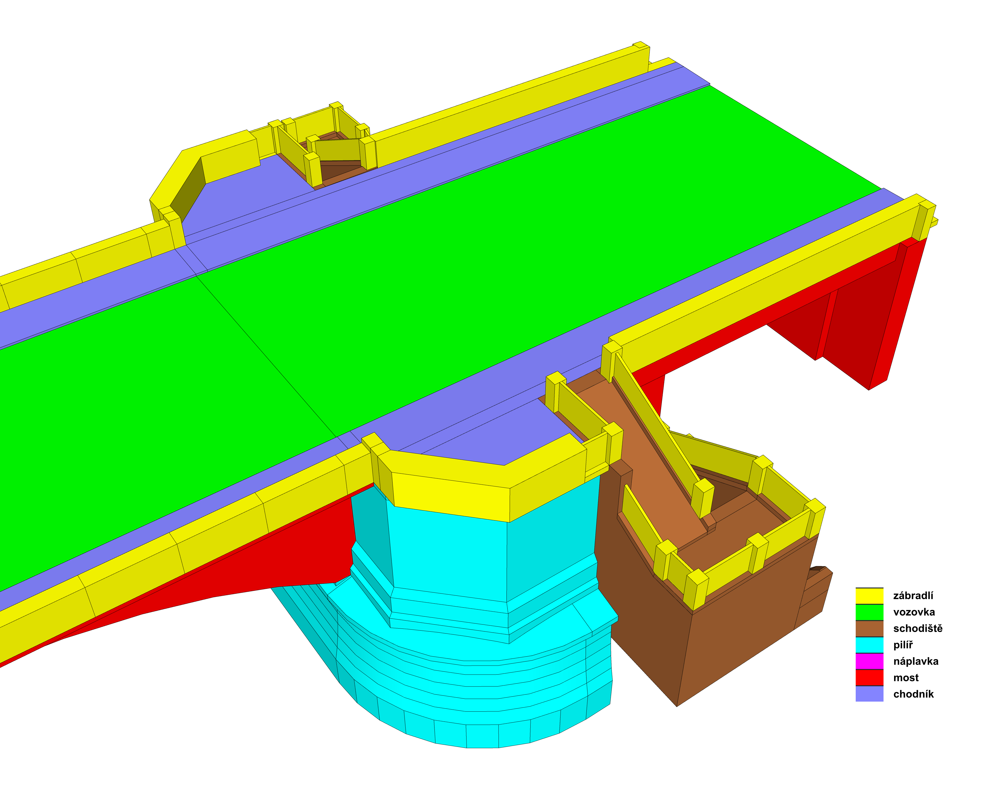 zábradlí
vozovka
schodiště
pilíř
náplavka
most
chodník